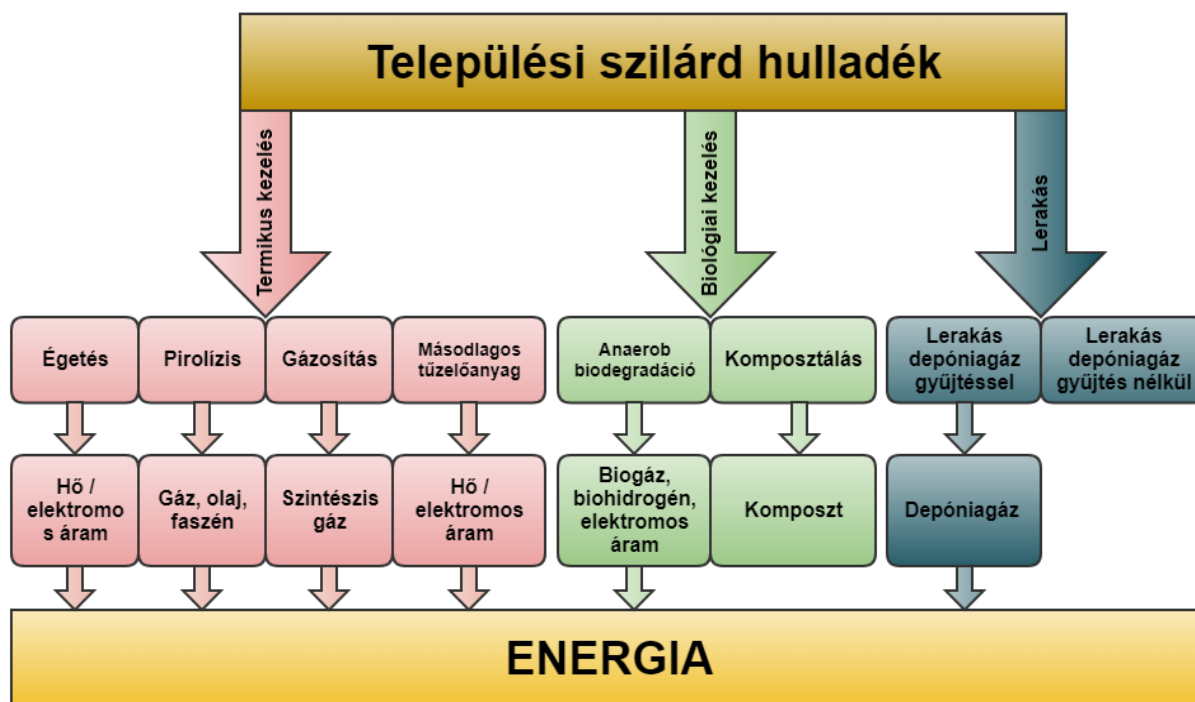 Települési szilárd hulladék
Termikus kezelés
Biológiai kezelés
Lerakás
Égetés
Pirolízis
Gázosítás
Másodlagos
tűzelőanyag
Anaerob
biodegradáció
Komposztálás
Lerakás
depóniagáz
gyűjtéssel
Lerakás
depóniagáz
gyűjtés nélkül
Hő /
elektromo
s áram
Gáz, olaj,
faszén
Szintészis
gáz
Hő /
elektromos
áram
Biogáz,
biohidrogén,
elektromos
áram
Komposzt
Depóniagáz
ENERGIA